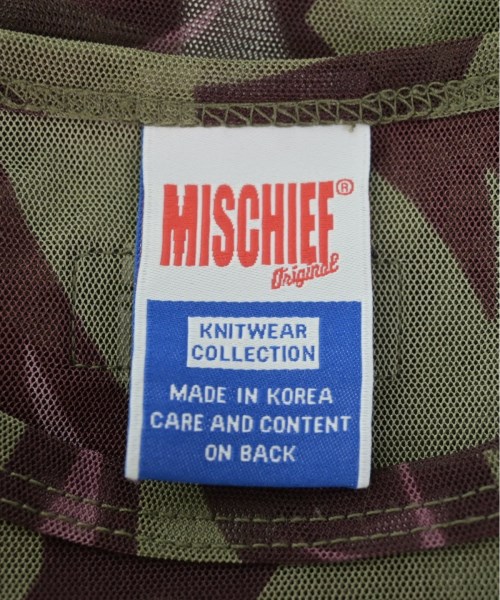 MISCHIEF®
Original
KNITWEAR
COLLECTION
MADE IN KOREA
CARE AND CONTENT
ON BACK